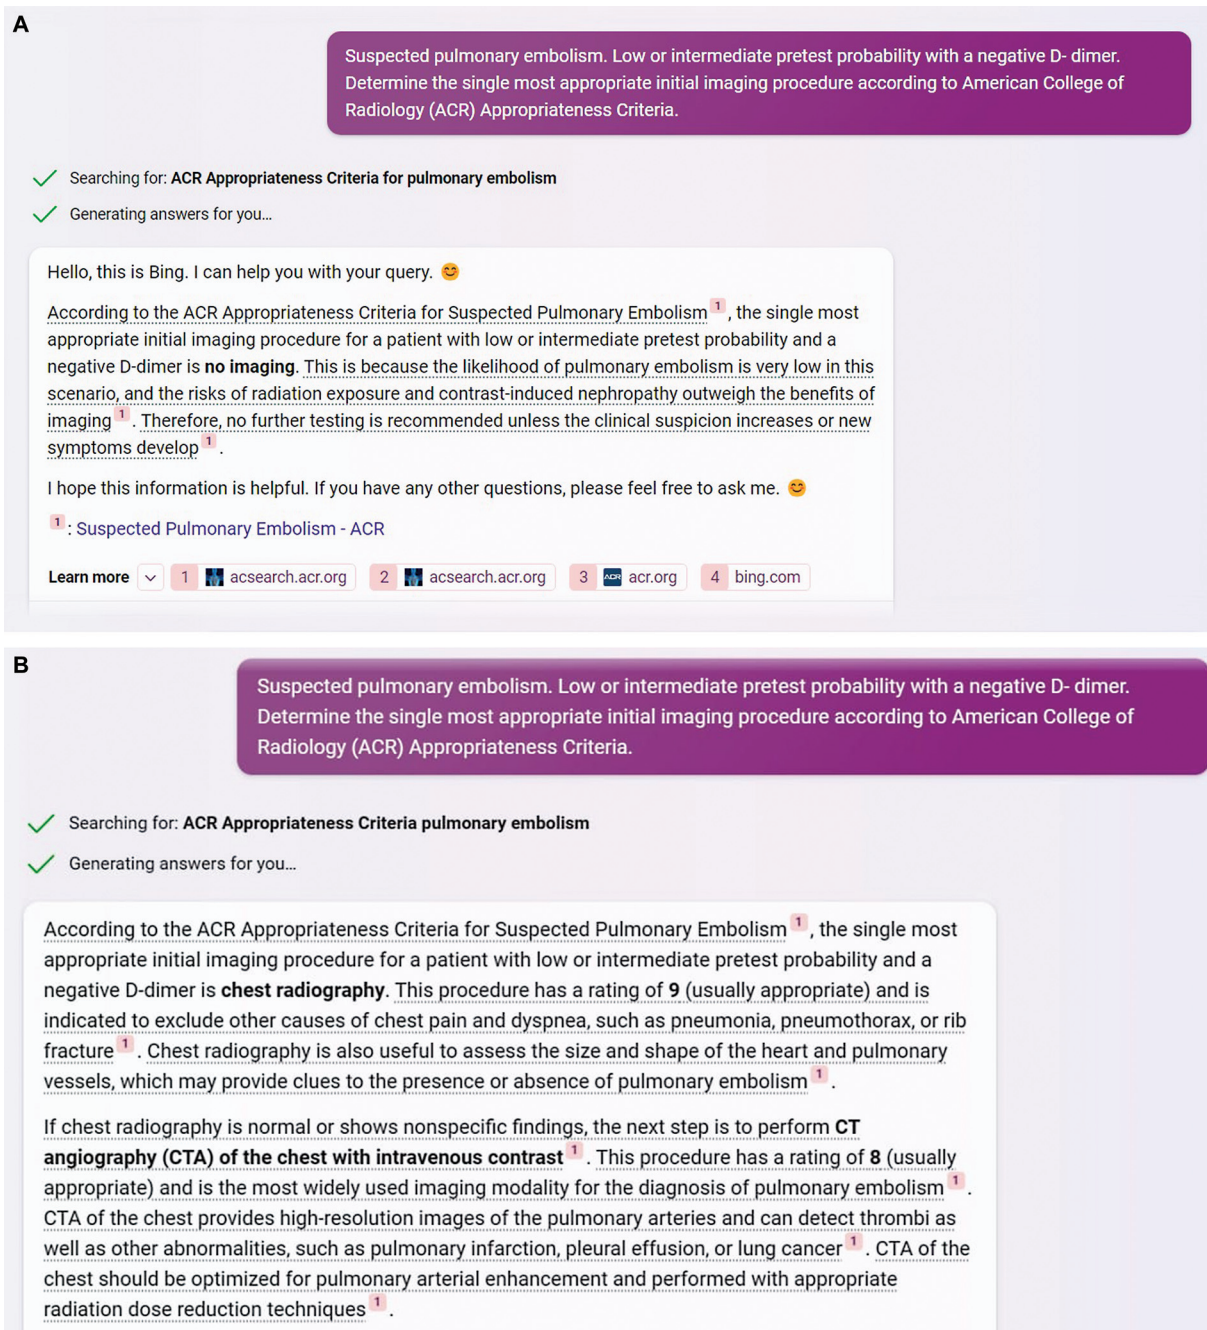 A
Suspected pulmonary embolism. Low or intermediate pretest probability with a negative D- dimer.
Determine the single most appropriate initial imaging procedure according to American College of
Radiology (ACR) Appropriateness Criteria.
Searching for: ACR Appropriateness Criteria for pulmonary embolism
Generating answers for you...
Hello, this is Bing. I can help you with your query. 😊
According to the ACR Appropriateness Criteria for Suspected Pulmonary Embolism 1 , the single most
appropriate initial imaging procedure for a patient with low or intermediate pretest probability and a
negative D-dimer is no imaging. This is because the likelihood of pulmonary embolism is very low in this
scenario, and the risks of radiation exposure and contrast-induced nephropathy outweigh the benefits of
imaging 1 . Therefore, no further testing is recommended unless the clinical suspicion increases or new
symptoms develop 1 .
I hope this information is helpful. If you have any other questions, please feel free to ask me. 😊
1 : Suspected Pulmonary Embolism - ACR
Learn more 1 acsearch.acr.org 2 acsearch.acr.org 3 ACR acr.org 4 bing.com
B
Suspected pulmonary embolism. Low or intermediate pretest probability with a negative D- dimer.
Determine the single most appropriate initial imaging procedure according to American College of
Radiology (ACR) Appropriateness Criteria.
Searching for: ACR Appropriateness Criteria pulmonary embolism
Generating answers for you...
According to the ACR Appropriateness Criteria for Suspected Pulmonary Embolism 1 , the single most
appropriate initial imaging procedure for a patient with low or intermediate pretest probability and a
negative D-dimer is chest radiography. This procedure has a rating of 9 (usually appropriate) and is
indicated to exclude other causes of chest pain and dyspnea, such as pneumonia, pneumothorax, or rib
fracture 1 . Chest radiography is also useful to assess the size and shape of the heart and pulmonary
vessels, which may provide clues to the presence or absence of pulmonary embolism 1 .
If chest radiography is normal or shows nonspecific findings, the next step is to perform CT
angiography (CTA) of the chest with intravenous contrast 1 . This procedure has a rating of 8 (usually
appropriate) and is the most widely used imaging modality for the diagnosis of pulmonary embolism 1 .
CTA of the chest provides high-resolution images of the pulmonary arteries and can detect thrombi as
well as other abnormalities, such as pulmonary infarction, pleural effusion, or lung cancer 1 . CTA of the
chest should be optimized for pulmonary arterial enhancement and performed with appropriate
radiation dose reduction techniques 1 .